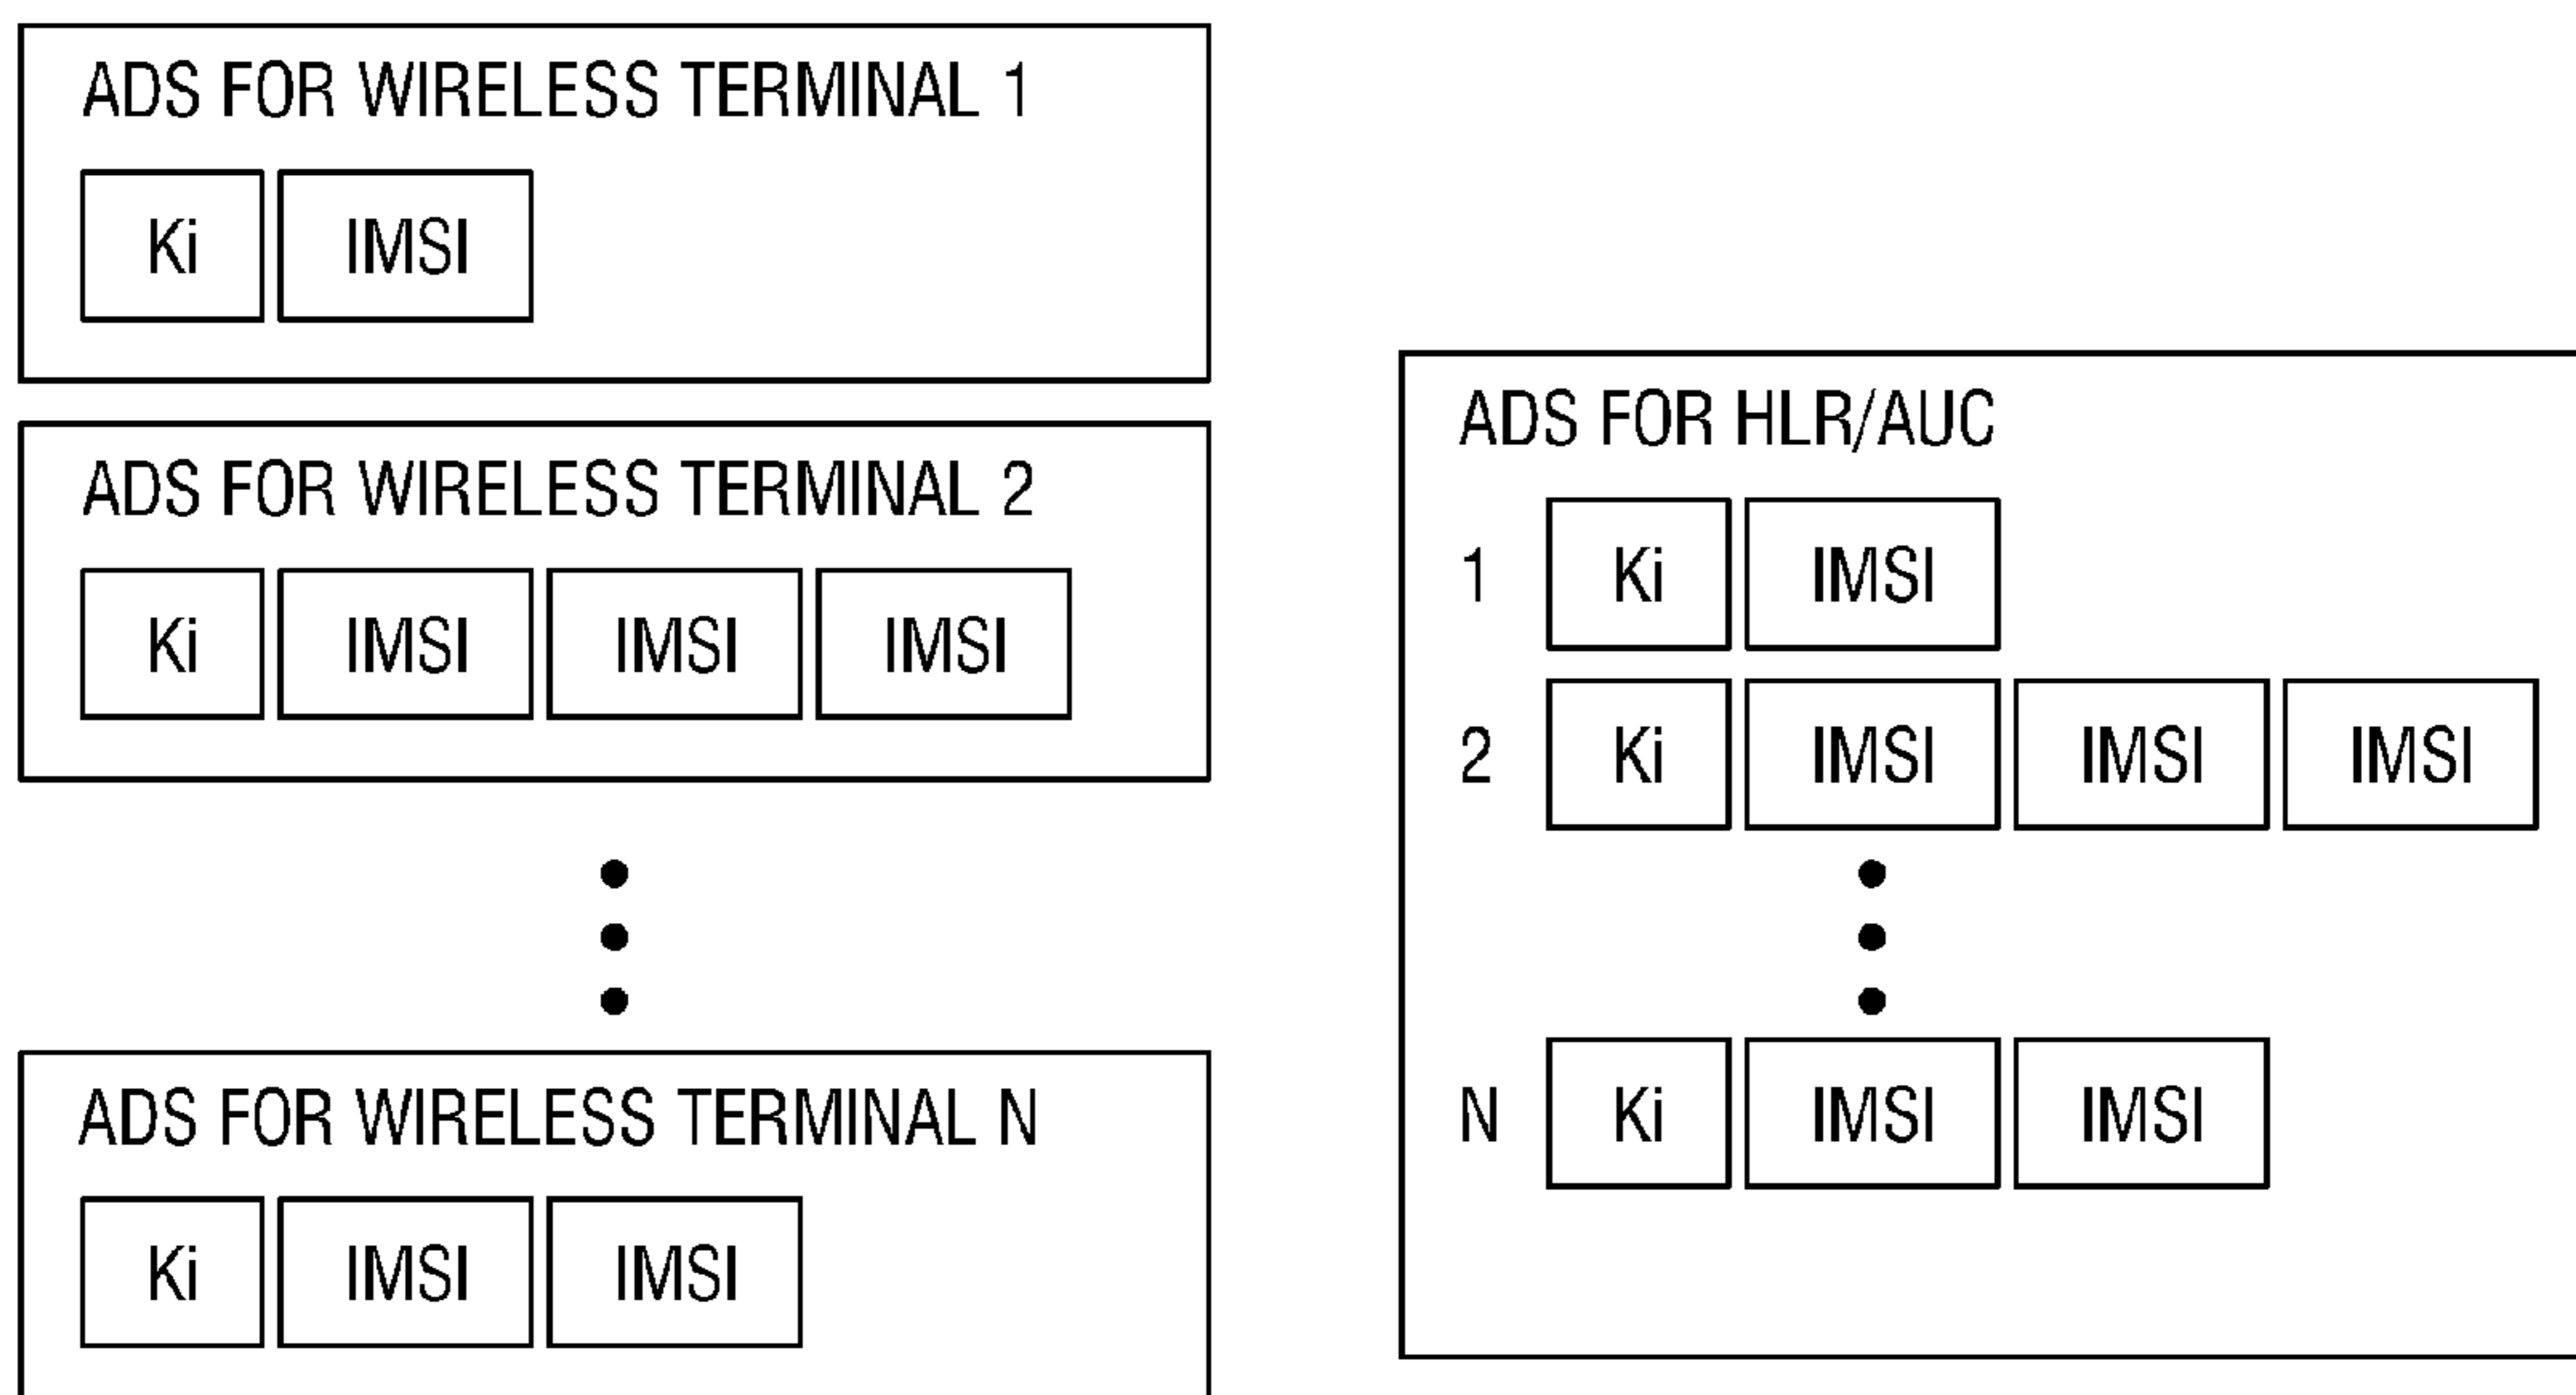 ADS FOR WIRELESS TERMINAL 1
Ki IMSI
ADS FOR WIRELESS TERMINAL 2
Ki IMSI IMSI IMSI
ADS FOR WIRELESS TERMINAL N
Ki IMSI IMSI
ADS FOR HLR/AUC
1 Ki IMSI
2 Ki IMSI IMSI IMSI
N Ki IMSI IMSI